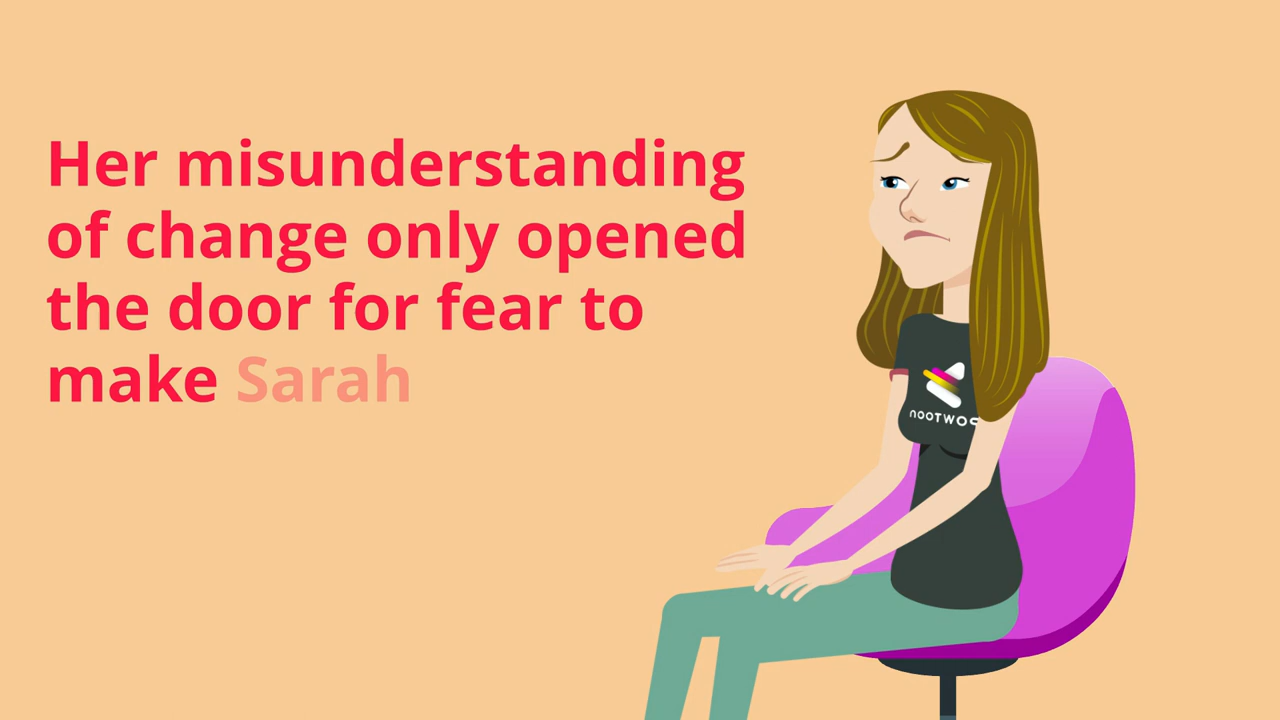 Her misunderstanding
of change only opened
the door for fear to
make Sarah